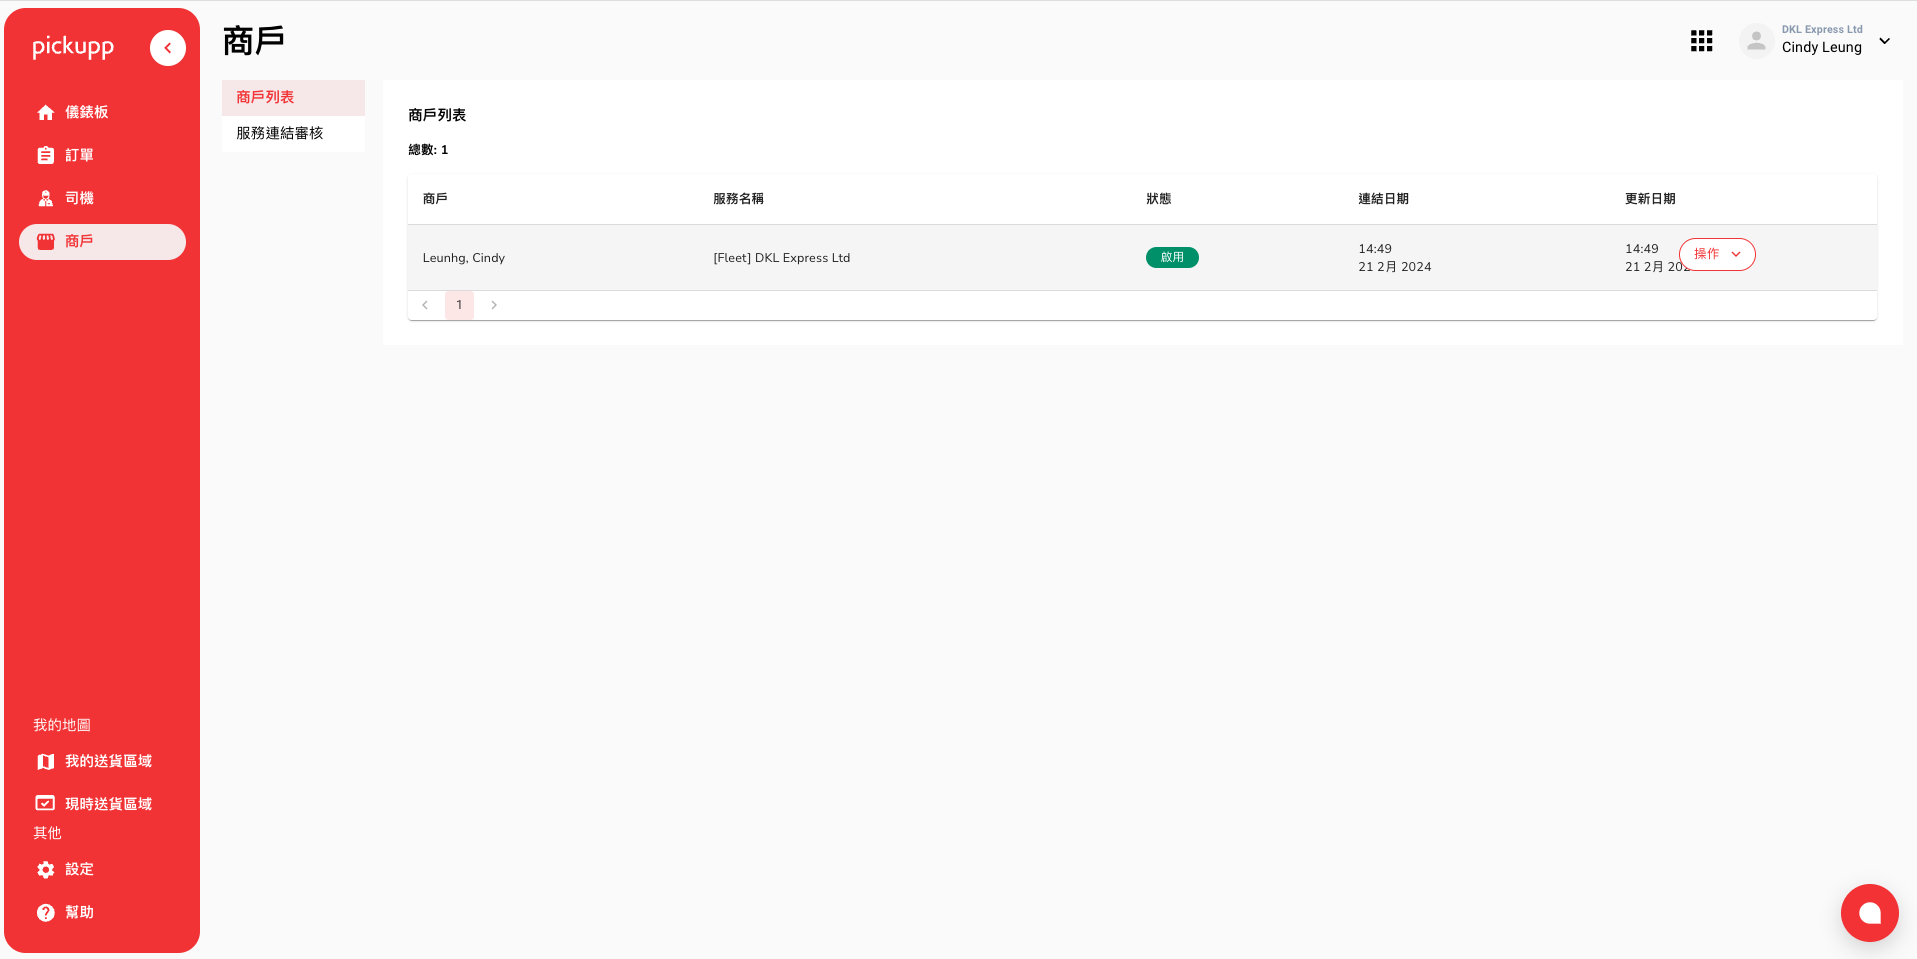 pickupp
儀錶板
訂單
司機
商戶
我的地圖
我的送貨區域
現時送貨區域
其他
設定
幫助
商戶
DKL Express Ltd
Cindy Leung
商戶列表
服務連結審核
商戶列表
總數: 1
商戶 服務名稱 狀態 連結日期 更新日期
Leunhg, Cindy [Fleet] DKL Express Ltd 啟用 14:49 14:49 操作
21 2月 2024 21 2月
1